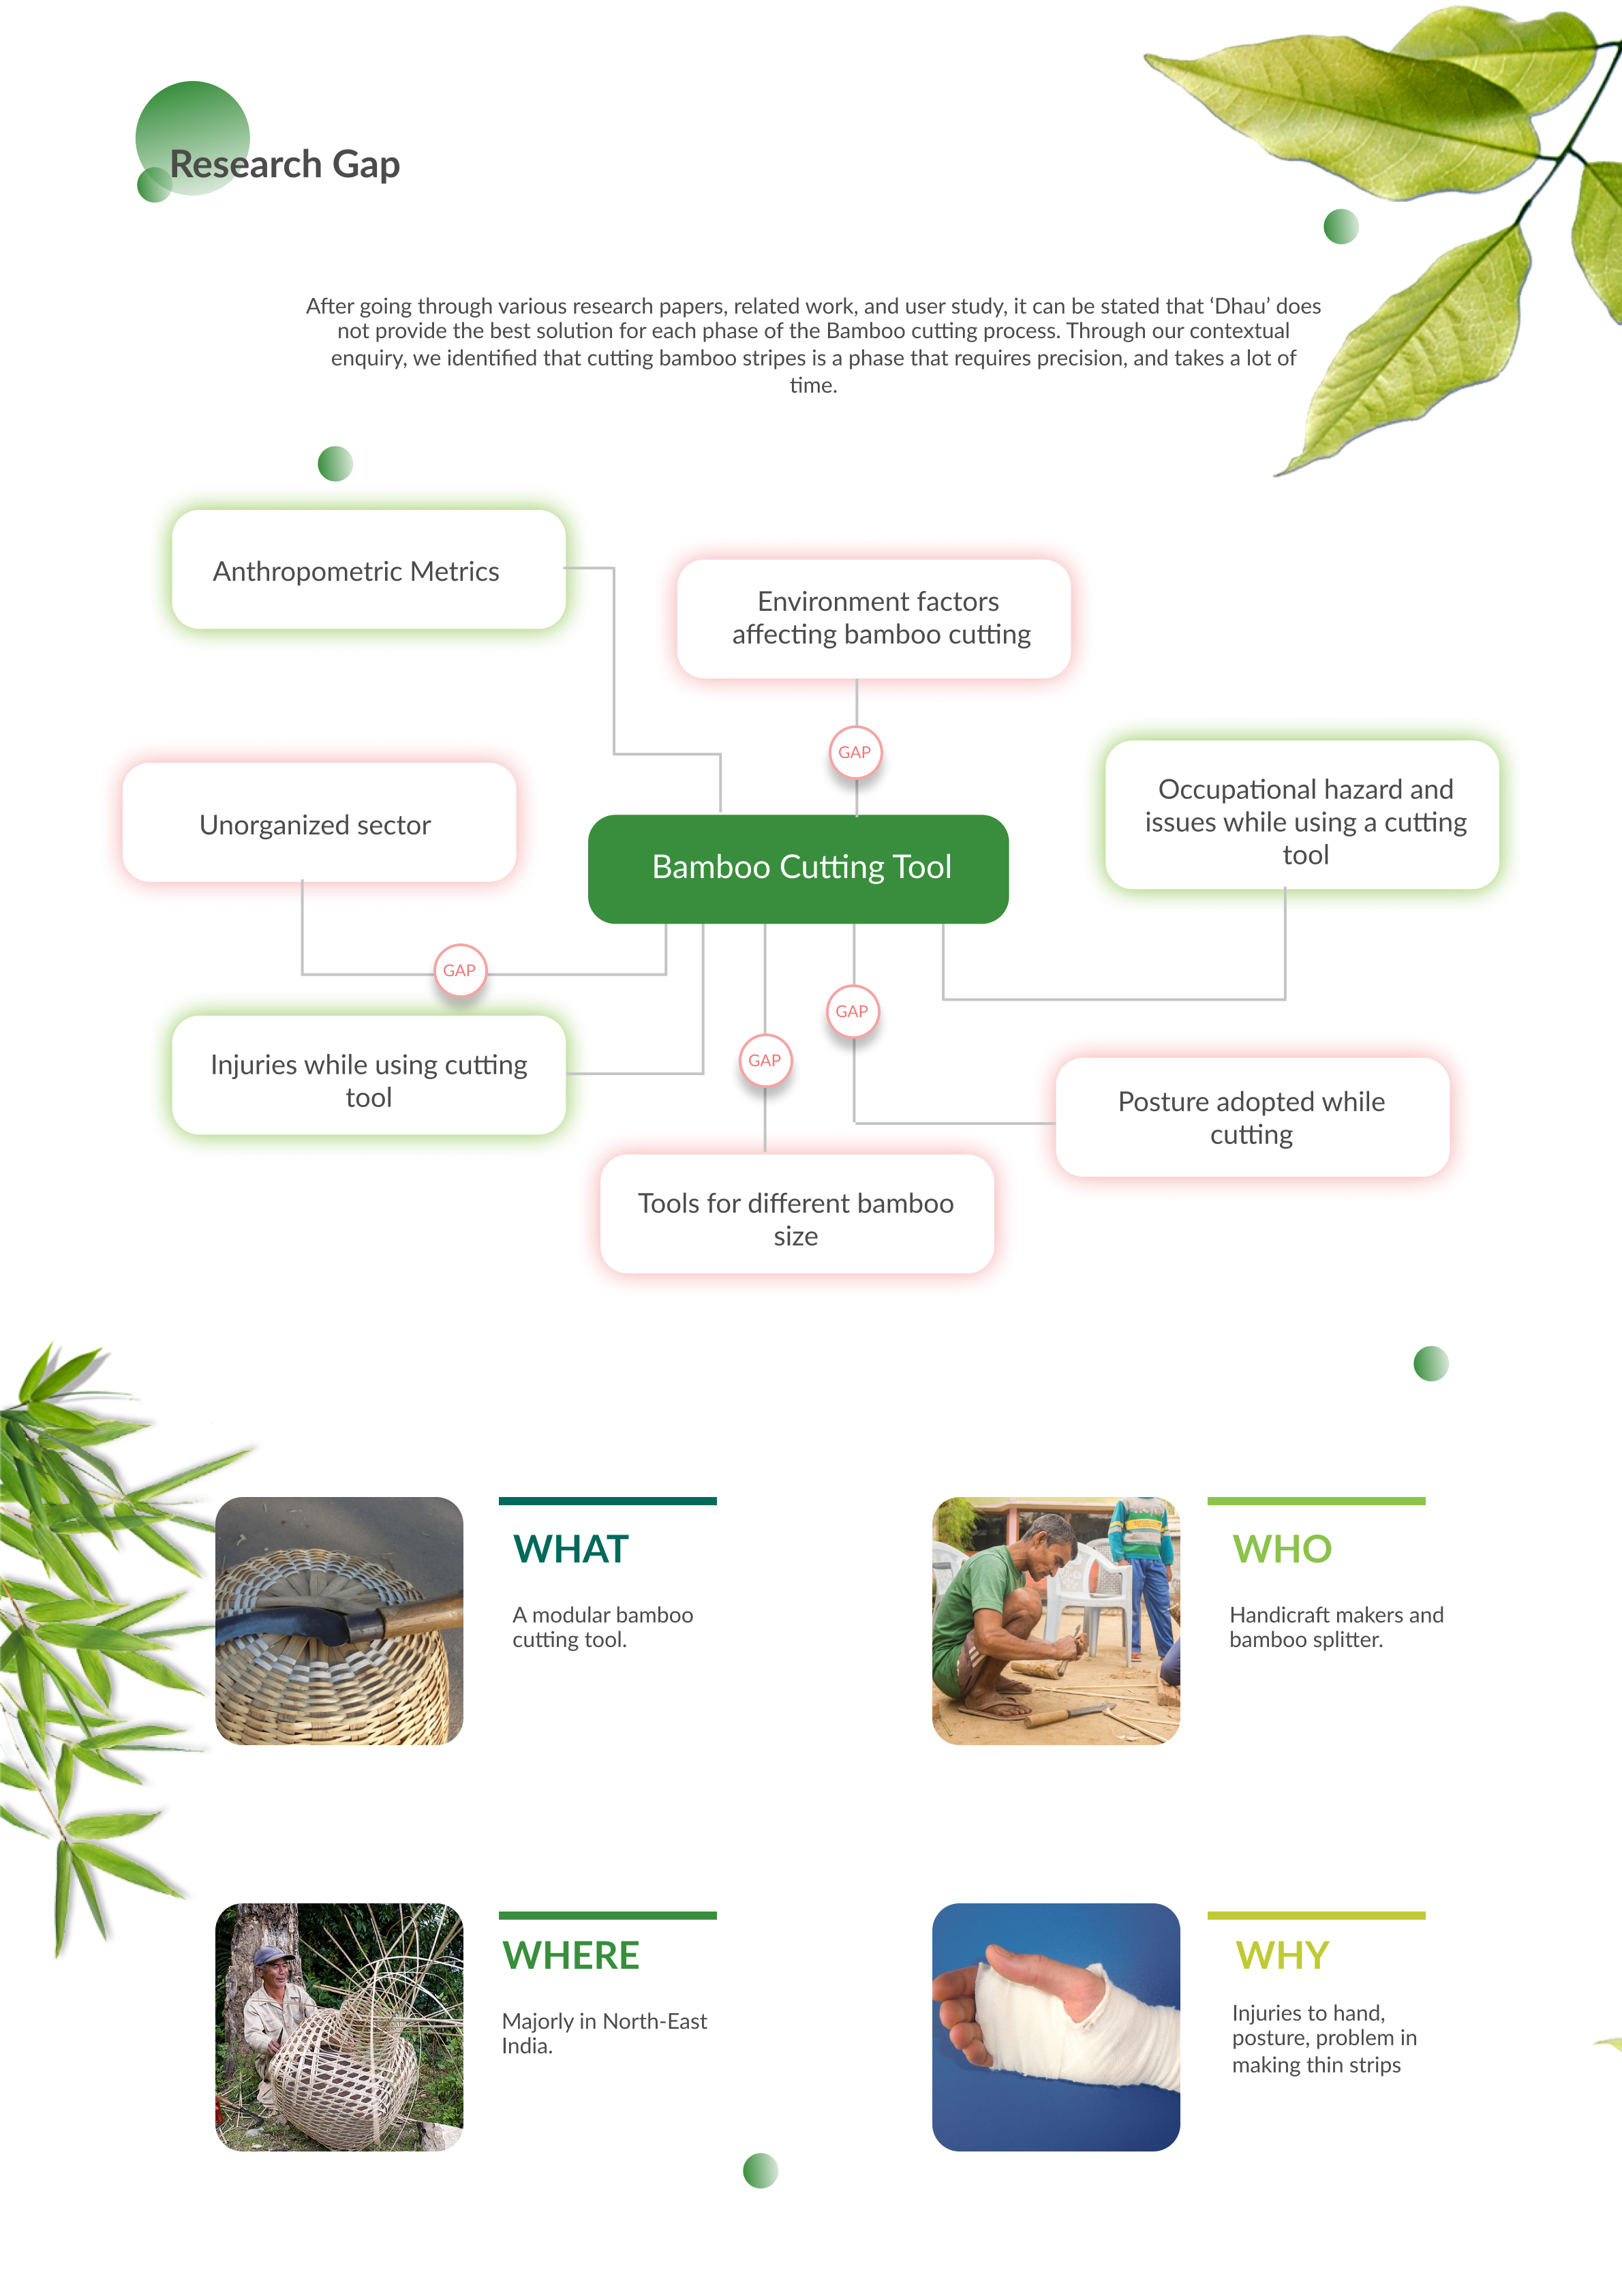 Research Gap
After going through various research papers, related work, and user study, it can be stated that ‘Dhau’ does
not provide the best solution for each phase of the Bamboo cutting process. Through our contextual
enquiry, we identified that cutting bamboo stripes is a phase that requires precision, and takes a lot of
time.
Anthropometric Metrics
Environment factors
affecting bamboo cutting
GAP
Occupational hazard and
issues while using a cutting
tool
Unorganized sector
Bamboo Cutting Tool
GAP
GAP
GAP
Injuries while using cutting
tool
Posture adopted while
cutting
Tools for different bamboo
size
WHAT
A modular bamboo
cutting tool.
WHO
Handicraft makers and
bamboo splitter.
WHERE
Majorly in North-East
India.
WHY
Injuries to hand,
posture, problem in
making thin strips